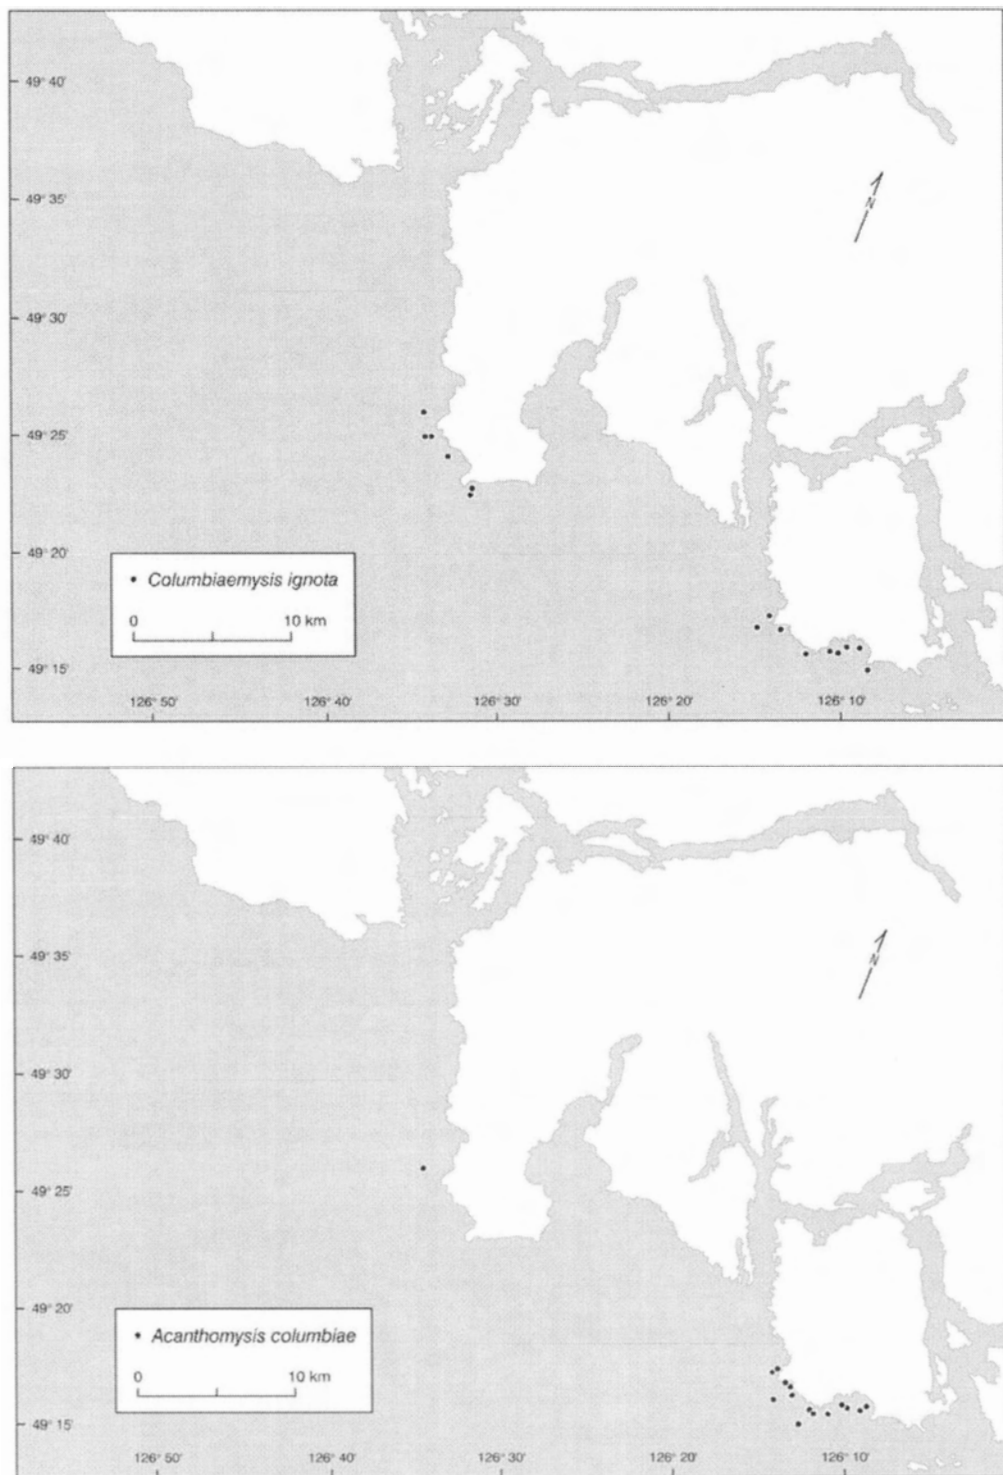 49° 40'
49° 35'
N
49° 30'
49° 25'
49° 20'
• Columbiaemysis ignota
0 10 km
49° 15'
126° 50' 126° 40' 126° 30' 126° 20' 126° 10'
49° 40'
49° 35'
N
49° 30'
49° 25'
49° 20'
• Acanthomysis columbiae
0 10 km
49° 15'
126° 50' 126° 40' 126° 30' 126° 20' 126° 10'